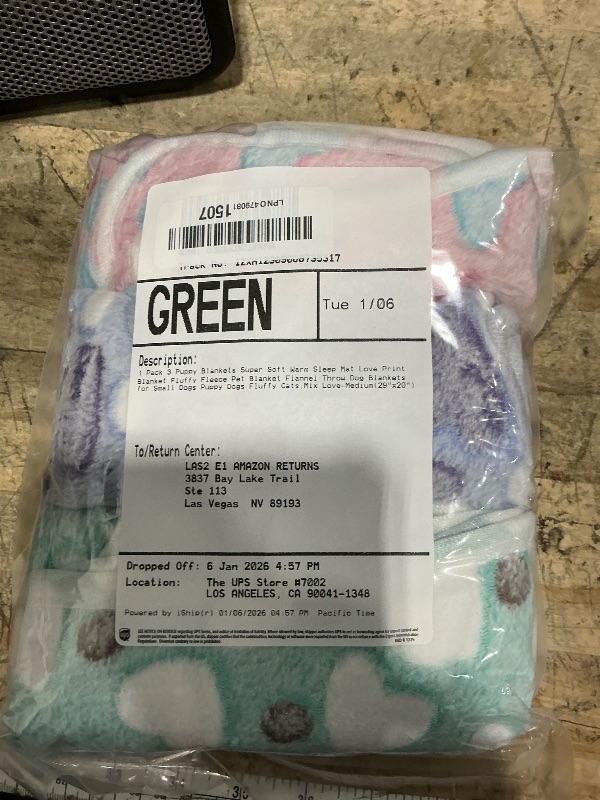 LPNO479081
1507
GREEN
Tue 1/06
Description:
1 Pack 3 Puppy Blankets Super Soft Warm Sleep Mat Love Print
Blanket Fluffy Fleece Pet Blanket Flannel Throw Dog Blankets
for Small Dogs Puppy Dogs Fluffy Cats,Mix Love-Medium(29"x20")
To/Return Center:
LAS2 E1 AMAZON RETURNS
3837 Bay Lake Trail
Ste 113
Las Vegas NV 89193
Dropped Off: 6 Jan 2026 4:57 PM
Location: The UPS Store #7002
LOS ANGELES, CA 90041-1348
Powered by iShip(r) 01/06/2026 04:57 PM Pacific Time